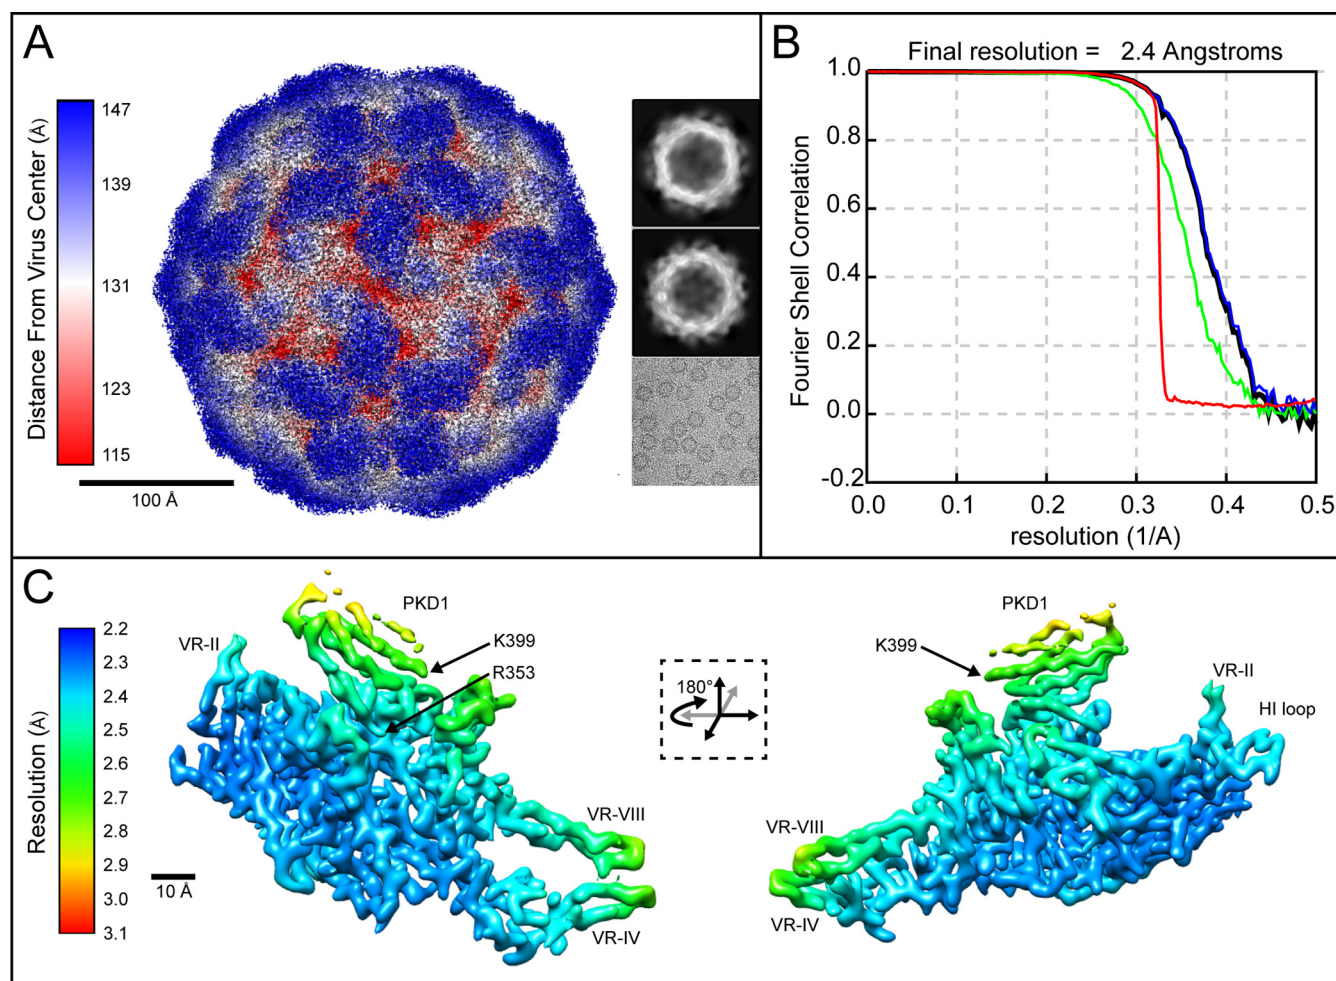 A
Distance From Virus Center (Å)
147
139
131
123
115
100 Å
B
Final resolution = 2.4 Angstroms
Fourier Shell Correlation
1.0
0.8
0.6
0.4
0.2
0.0
-0.2
0.0 0.1 0.2 0.3 0.4 0.5
resolution (1/A)
C
Resolution (Å)
2.2
2.3
2.4
2.5
2.6
2.7
2.8
2.9
3.0
3.1
10 Å
PKD1
VR-II
K399
R353
VR-VIII
VR-IV
180°
PKD1
K399
VR-II
HI loop
VR-VIII
VR-IV